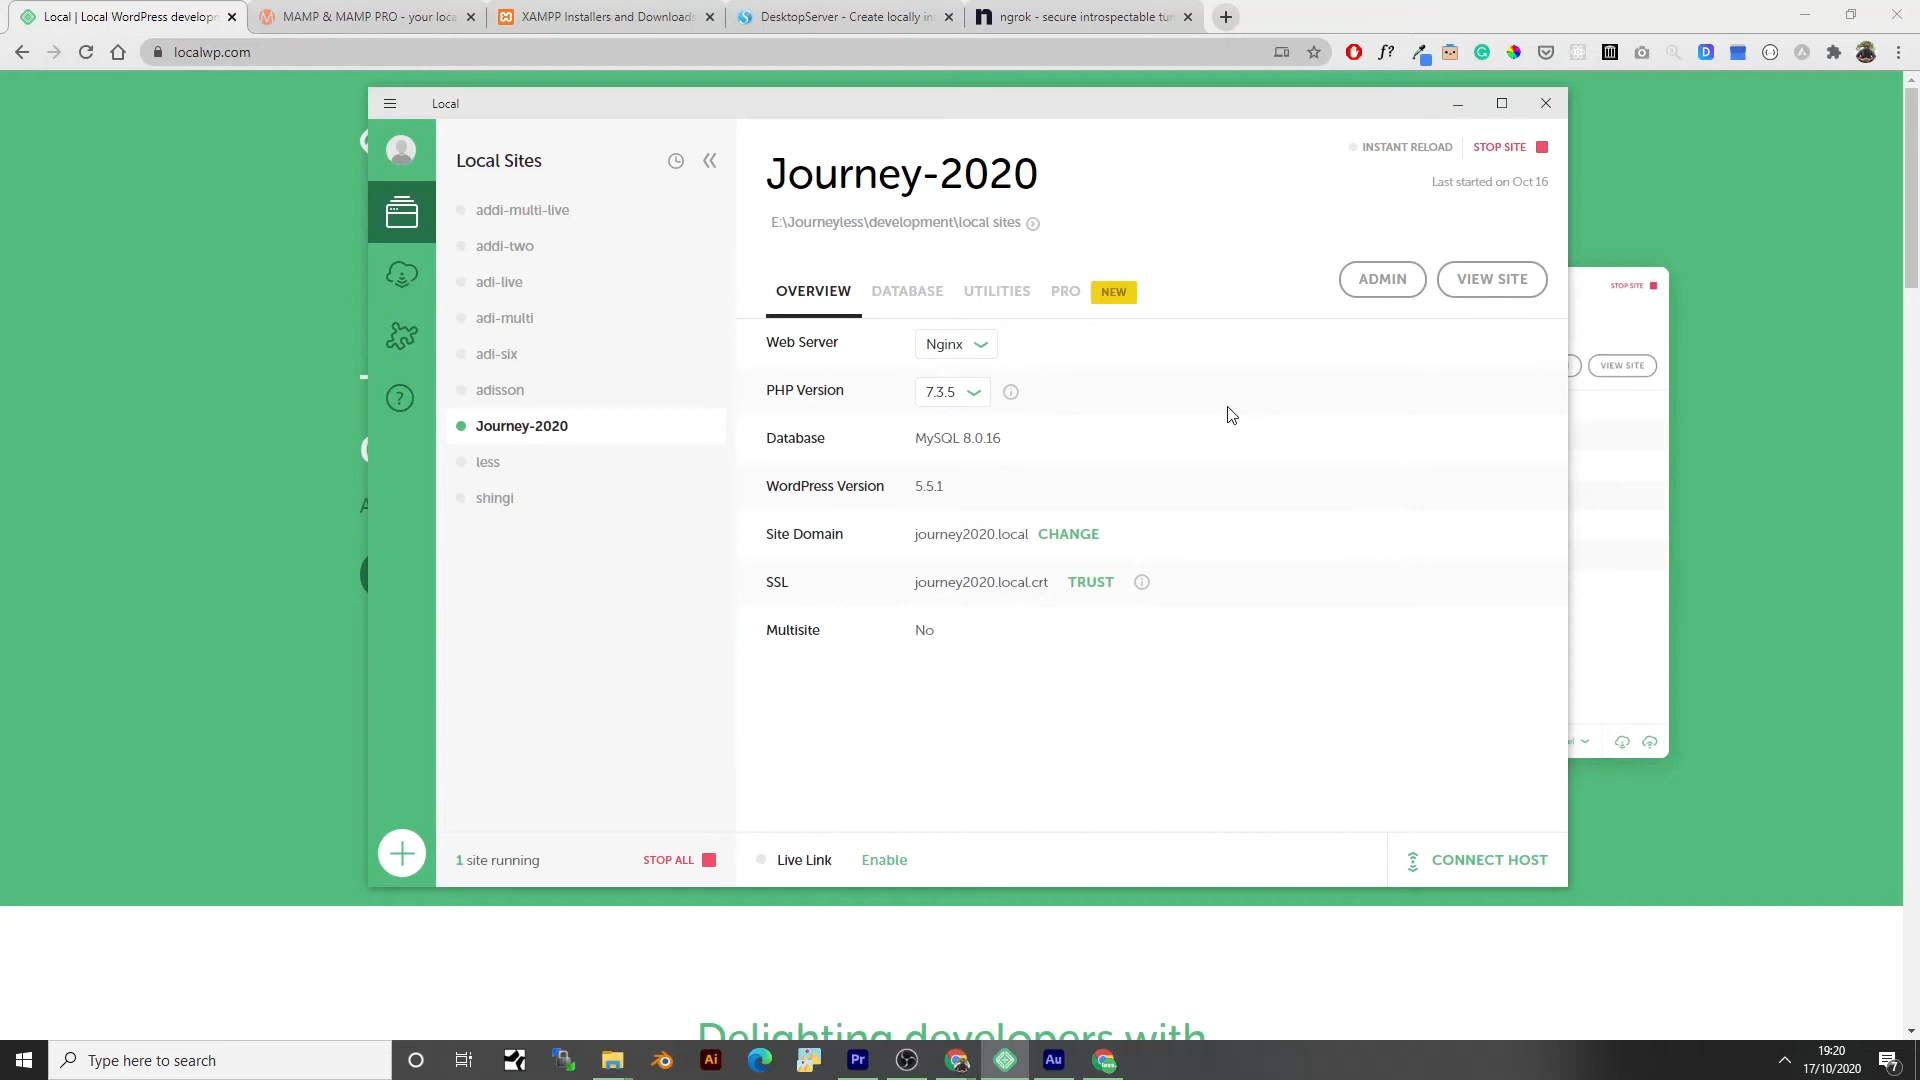 Local | Local WordPress developn
MAMP & MAMP PRO - your loca
XAMPP Installers and Downloads
DesktopServer - Create locally in
ngrok - secure introspectable tun
localwp.com
Local
Local Sites
addi-multi-live
addi-two
adi-live
adi-multi
adi-six
adisson
Journey-2020
less
shingi
1 site running
STOP ALL
Journey-2020
INSTANT RELOAD
STOP SITE
Last started on Oct 16
E:\Journeyless\development\local sites
ADMIN
VIEW SITE
OVERVIEW
DATABASE
UTILITIES
PRO
NEW
Web Server
Nginx
PHP Version
7.3.5
Database
MySQL 8.0.16
WordPress Version
5.5.1
Site Domain
journey2020.local
CHANGE
SSL
journey2020.local.crt
TRUST
Multisite
No
Live Link
Enable
CONNECT HOST
STOP SITE
VIEW SITE
Delighting developers with
Type here to search
Ai
Pr
Au
19:20
17/10/2020
7